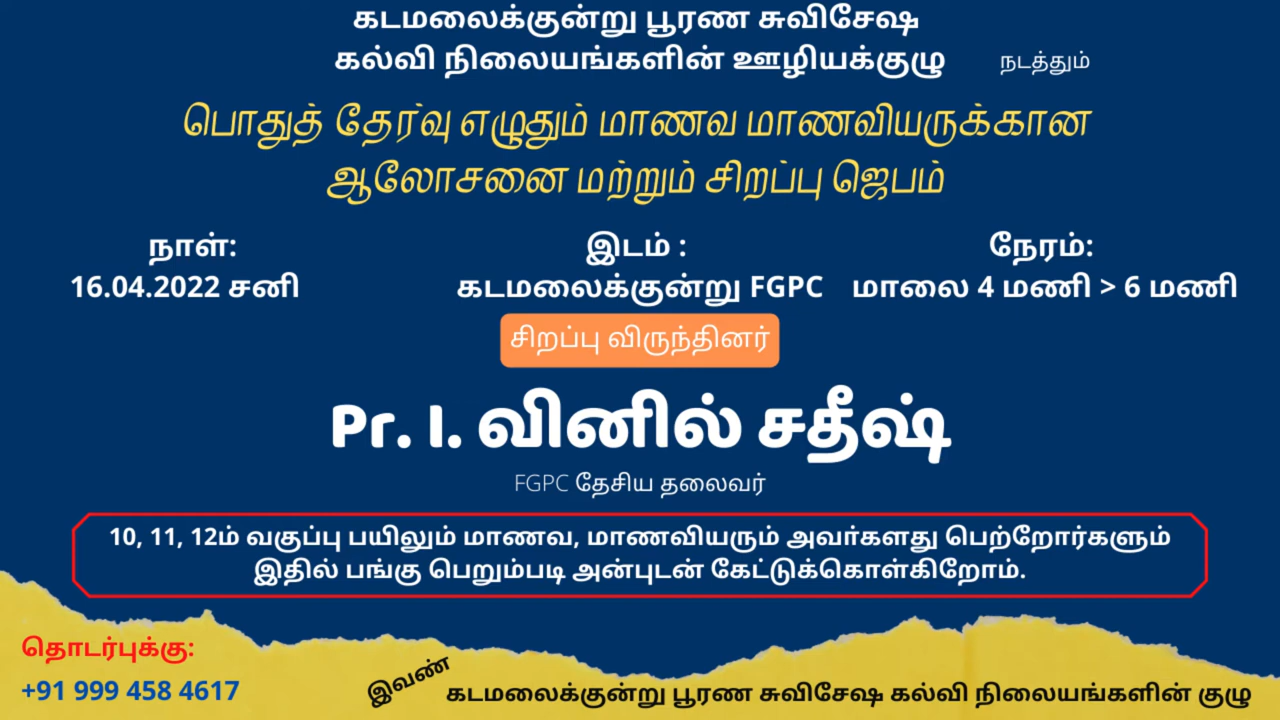 கடமலைக்குன்று பூரண சுவிசேஷ
கல்வி நிலையங்களின் ஊழியக்குழு நடத்தும்
பொதுத் தேர்வு எழுதும் மாணவ மாணவியருக்கான
ஆலோசனை மற்றும் சிறப்பு ஜெபம்
நாள்:
16.04.2022 சனி
இடம் :
கடமலைக்குன்று FGPC
நேரம்:
மாலை 4 மணி > 6 மணி
சிறப்பு விருந்தினர்
Pr. I. வினில் சதீஷ்
FGPC தேசிய தலைவர்
10, 11, 12ம் வகுப்பு பயிலும் மாணவ, மாணவியரும் அவர்களது பெற்றோர்களும்
இதில் பங்கு பெறும்படி அன்புடன் கேட்டுக்கொள்கிறோம்.
தொடர்புக்கு:
+91 999 458 4617
இவண்
கடமலைக்குன்று பூரண சுவிசேஷ கல்வி நிலையங்களின் குழு